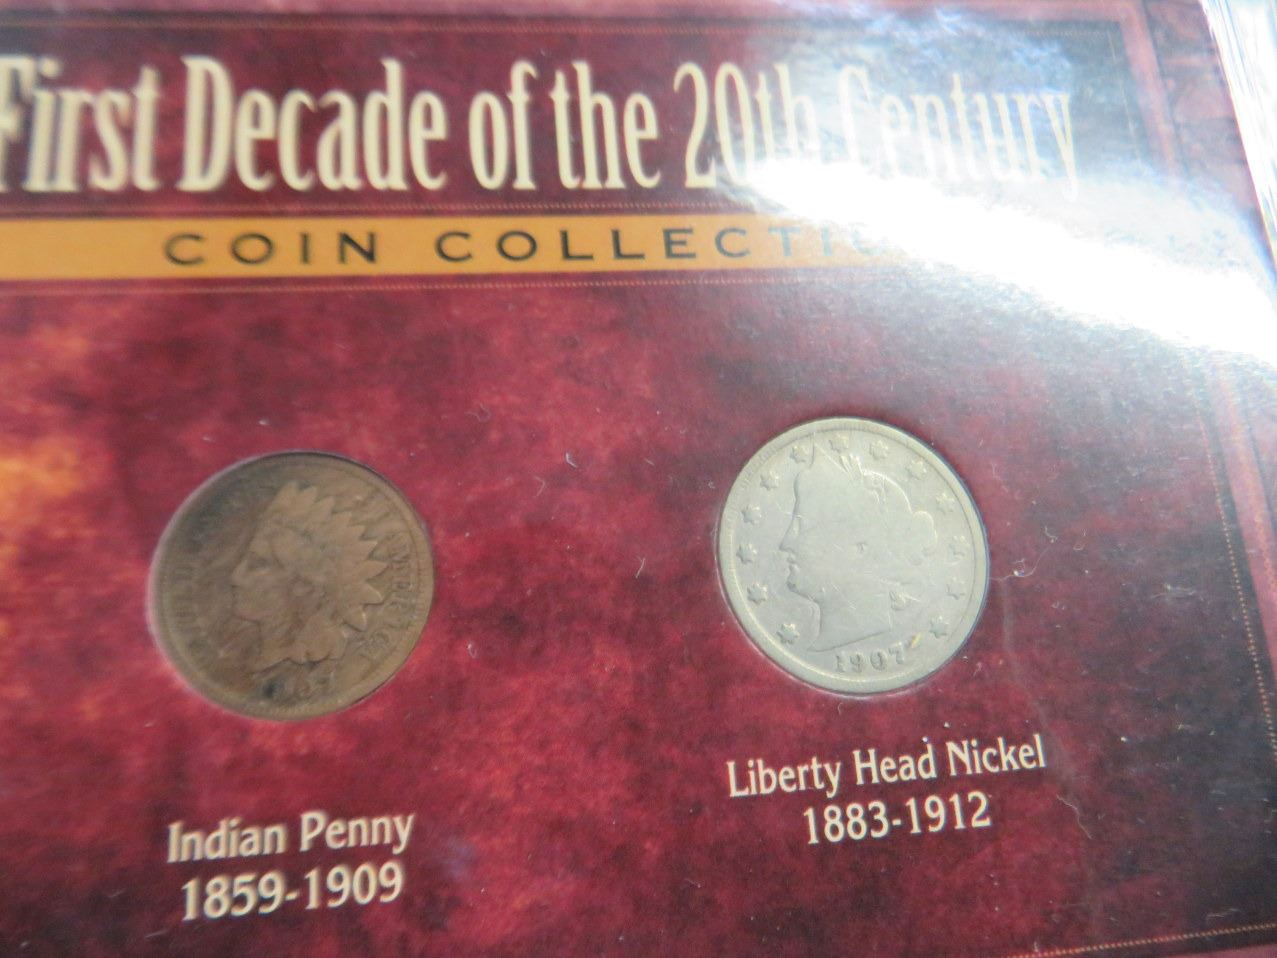 First Decade of the 20th Century
COIN COLLECTI
1907
Indian Penny
1859-1909
Liberty Head Nickel
1883-1912